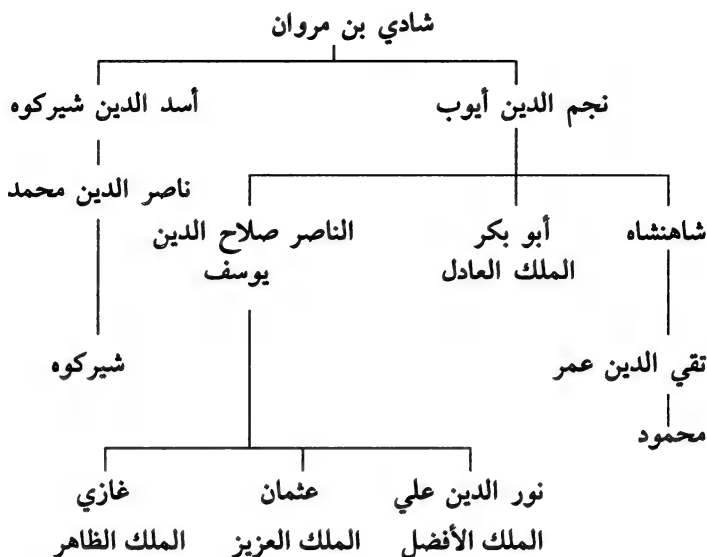 شادي بن مروان
نجم الدين أيوب
أسد الدين شيركوه
ناصر الدين محمد
شاهنشاه
أبو بكر
الملك العادل
الناصر صلاح الدين
يوسف
تقي الدين عمر
شيركوه
محمود
نور الدين علي
الملك الأفضل
عثمان
الملك العزيز
غازي
الملك الظاهر